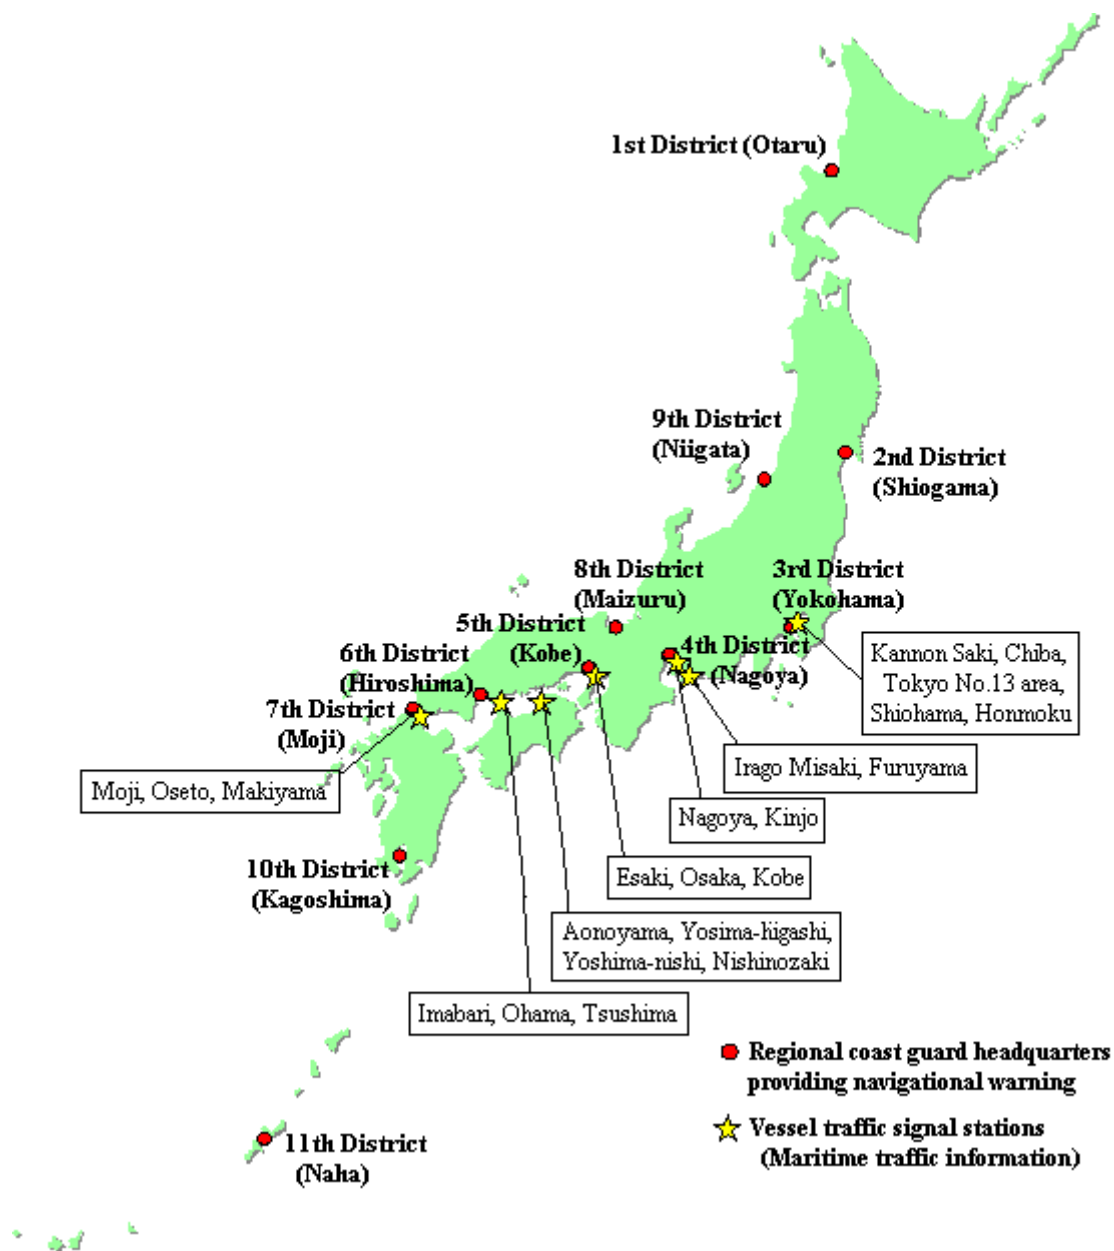 1st District (Otaru)
9th District
(Niigata)
2nd District
(Shiogama)
8th District
(Maizuru)
3rd District
(Yokohama)
5th District
(Kobe)
4th District
(Nagoya)
6th District
(Hiroshima)
7th District
(Moji)
Kannon Saki, Chiba,
Tokyo No.13 area,
Shiohama, Honmoku
Irago Misaki, Furuyama
Moji, Oseto, Makiyama
Nagoya, Kinjo
10th District
(Kagoshima)
Esaki, Osaka, Kobe
Aonoyama, Yosima-higashi,
Yoshima-nishi, Nishinozaki
Imabari, Ohama, Tsushima
Regional coast guard headquarters
providing navigational warning
Vessel traffic signal stations
(Maritime traffic information)
11th District
(Naha)